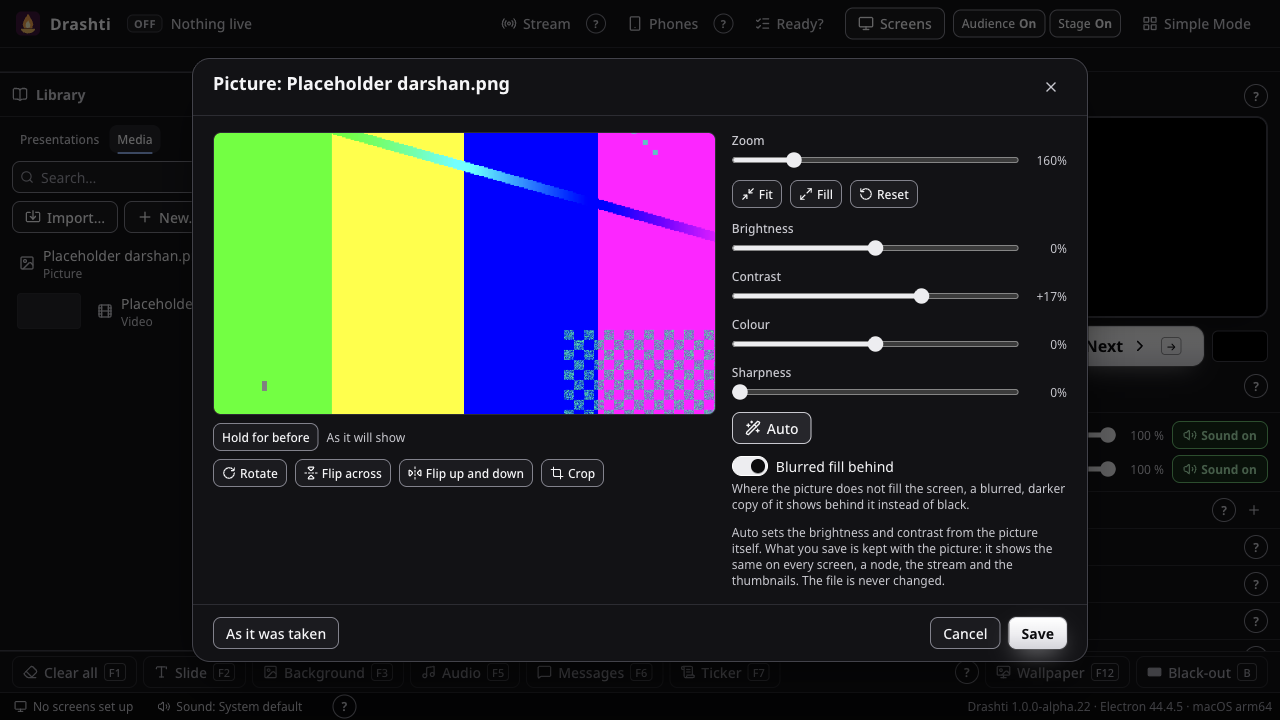 Drashti OFF Nothing live Stream ? Phones ? Ready? Screens Audience On Stage On Simple Mode
Library ?
Picture: Placeholder darshan.png
Presentations Media
Search...
Import... New.
Placeholder darshan.p
Picture
Placeholde
Video
Zoom
160%
Fit Fill Reset
Brightness
0%
Contrast
+17%
Colour
0%
Sharpness
0%
Auto
Hold for before As it will show
Rotate Flip across Flip up and down Crop
Blurred fill behind
Where the picture does not fill the screen, a blurred, darker
copy of it shows behind it instead of black.
Auto sets the brightness and contrast from the picture
itself. What you save is kept with the picture: it shows the
same on every screen, a node, the stream and the
thumbnails. The file is never changed.
As it was taken Cancel Save
Next
?
100 % Sound on
100 % Sound on
?
?
?
?
Clear all F1 Slide F2 Background F3 Audio F5 Messages F6 Ticker F7 ? Wallpaper F12 Black-out B
No screens set up Sound: System default ? Drashti 1.0.0-alpha.22 · Electron 44.4.5 · macOS arm64